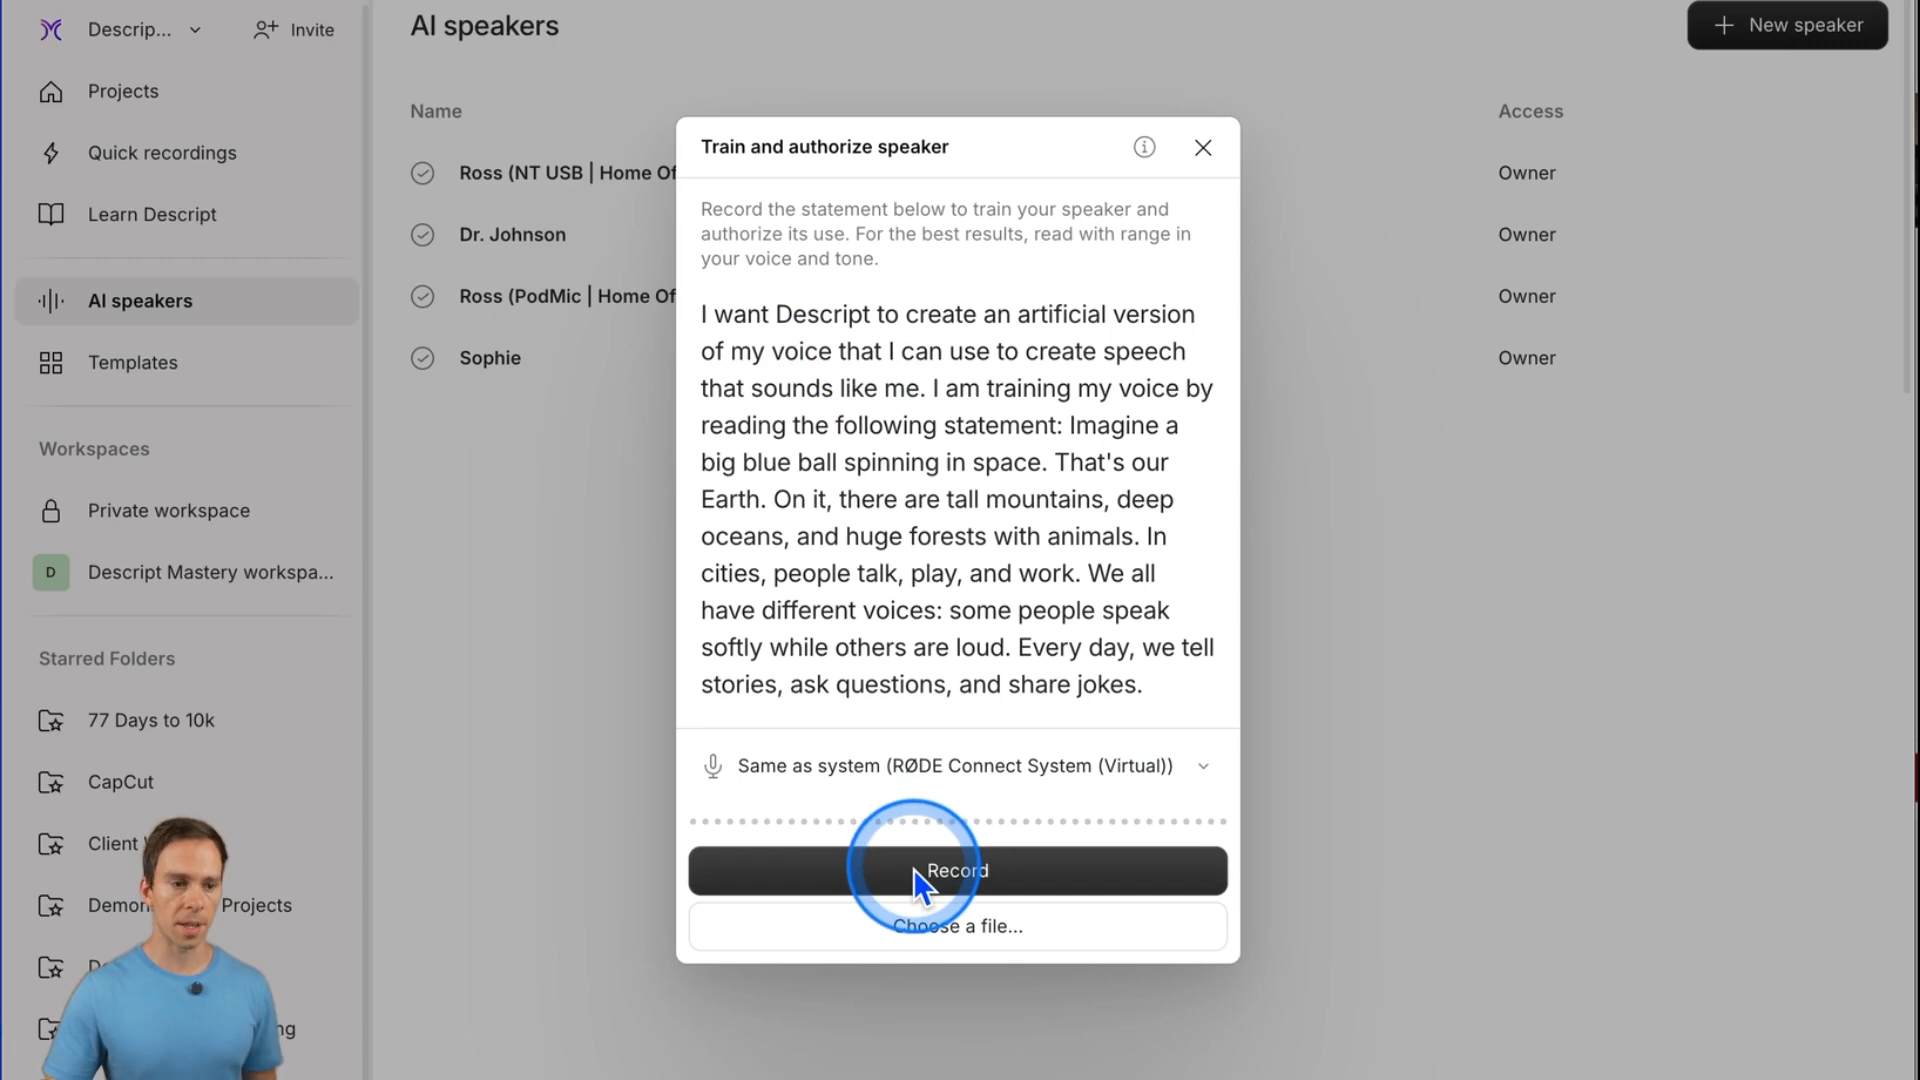 Descrip...
Invite
Projects
Quick recordings
Learn Descript
AI speakers
Templates
Workspaces
Private workspace
D
Descript Mastery workspa...
Starred Folders
77 Days to 10k
CapCut
Client
Demon
Projects
ng
AI speakers
New speaker
Name
Access
Ross (NT USB | Home Of
Owner
Dr. Johnson
Owner
Ross (PodMic | Home Of
Owner
Sophie
Owner
Train and authorize speaker
Record the statement below to train your speaker and
authorize its use. For the best results, read with range in
your voice and tone.
I want Descript to create an artificial version
of my voice that I can use to create speech
that sounds like me. I am training my voice by
reading the following statement: Imagine a
big blue ball spinning in space. That's our
Earth. On it, there are tall mountains, deep
oceans, and huge forests with animals. In
cities, people talk, play, and work. We all
have different voices: some people speak
softly while others are loud. Every day, we tell
stories, ask questions, and share jokes.
Same as system (RØDE Connect System (Virtual))
Record
Choose a file...